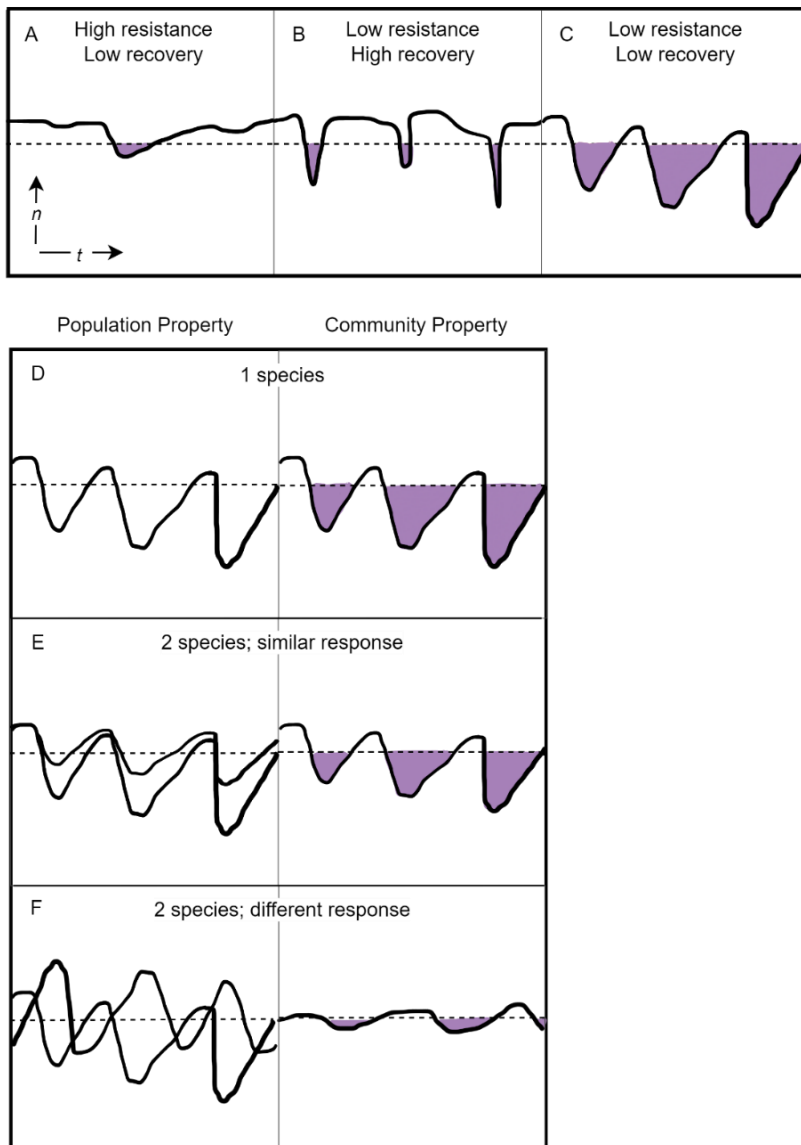 A
High resistance
Low recovery
B
Low resistance
High recovery
C
Low resistance
Low recovery
n
t
Population Property
Community Property
D
1 species
E
2 species; similar response
F
2 species; different response